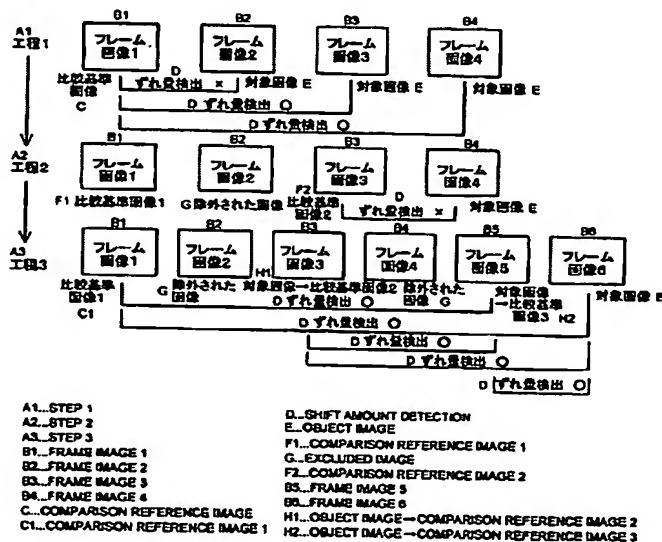 A1
工程1
B1
フレーム
画像1
B2
フレーム
画像2
B3
フレーム
画像3
B4
フレーム
画像4
比較基準
画像
C
D
ずれ量検出 ×
対象画像 E
対象画像 E
対象画像 E
D ずれ量検出 ○
D ずれ量検出 ○
A2
工程2
B1
フレーム
画像1
B2
フレーム
画像2
B3
フレーム
画像3
B4
フレーム
画像4
F1 比較基準画像1
G 除外された画像
F2
比較基準
画像2
D
ずれ量検出 ×
対象画像 E
A3
工程3
B1
フレーム
画像1
B2
フレーム
画像2
B3
フレーム
画像3
B4
フレーム
画像4
B5
フレーム
画像5
B6
フレーム
画像6
比較基準
画像1
C1
G 除外された
画像
H1
対象画像→比較基準画像2
除外された
画像 G
対象画像
→比較基準
画像3 H2
対象画像 E
D ずれ量検出 ○
D ずれ量検出 ○
D ずれ量検出 ○
D ずれ量検出 ○
D ずれ量検出 ○
A1...STEP 1
A2...STEP 2
A3...STEP 3
B1...FRAME IMAGE 1
B2...FRAME IMAGE 2
B3...FRAME IMAGE 3
B4...FRAME IMAGE 4
C...COMPARISON REFERENCE IMAGE
C1...COMPARISON REFERENCE IMAGE 1
D...SHIFT AMOUNT DETECTION
E...OBJECT IMAGE
F1...COMPARISON REFERENCE IMAGE 1
G...EXCLUDED IMAGE
F2...COMPARISON REFERENCE IMAGE 2
B5...FRAME IMAGE 5
B6...FRAME IMAGE 6
H1...OBJECT IMAGE→COMPARISON REFERENCE IMAGE 2
H2...OBJECT IMAGE→COMPARISON REFERENCE IMAGE 3